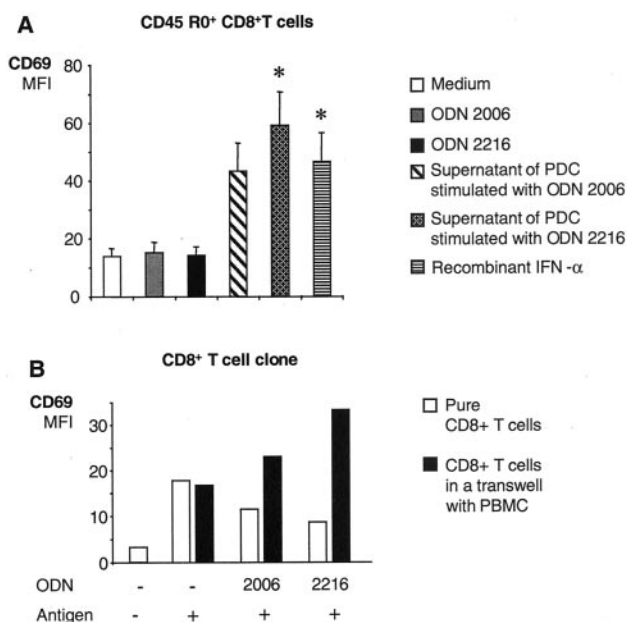 A
CD45 R0⁺ CD8⁺T cells
CD69
MFI
80
60
40
20
0
*
*
Medium
ODN 2006
ODN 2216
Supernatant of PDC
stimulated with ODN 2006
Supernatant of PDC
stimulated with ODN 2216
Recombinant IFN -α
CD8⁺ T cell clone
B
CD69
MFI
30
20
10
0
Pure
CD8+ T cells
CD8+ T cells
in a transwell
with PBMC
ODN - - 2006 2216
Antigen - + + +